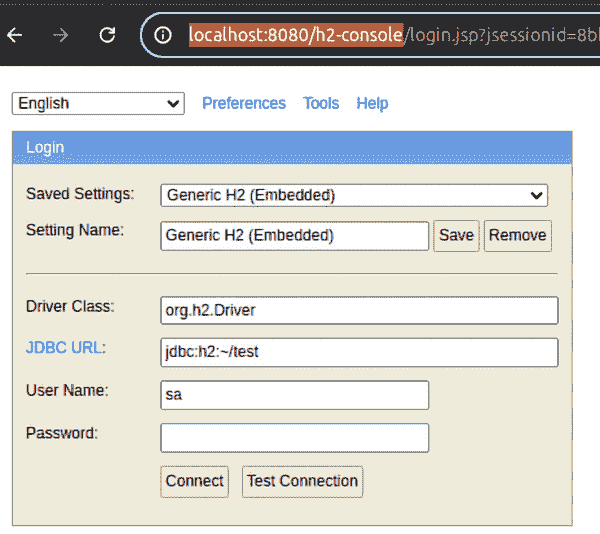 localhost:8080/h2-console/login.jsp?jsessionid=8b
English Preferences Tools Help
Login
Saved Settings: Generic H2 (Embedded)
Setting Name: Generic H2 (Embedded) Save Remove
Driver Class: org.h2.Driver
JDBC URL: jdbc:h2:~/test
User Name: sa
Password:
Connect Test Connection